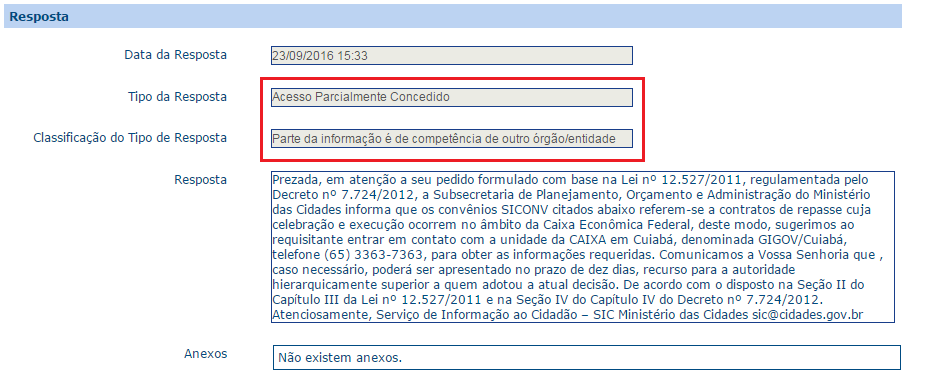 Resposta
Data da Resposta 23/09/2016 15:33
Tipo da Resposta Acesso Parcialmente Concedido
Classificação do Tipo de Resposta Parte da informação é de competência de outro órgão/entidade
Resposta Prezada, em atenção a seu pedido formulado com base na Lei nº 12.527/2011, regulamentada pelo
Decreto nº 7.724/2012, a Subsecretaria de Planejamento, Orçamento e Administração do Ministério
das Cidades informa que os convênios SICONV citados abaixo referem-se a contratos de repasse cuja
celebração e execução ocorrem no âmbito da Caixa Econômica Federal, deste modo, sugerimos ao
requisitante entrar em contato com a unidade da CAIXA em Cuiabá, denominada GIGOV/Cuiabá,
telefone (65) 3363-7363, para obter as informações requeridas. Comunicamos a Vossa Senhoria que ,
caso necessário, poderá ser apresentado no prazo de dez dias, recurso para a autoridade
hierarquicamente superior a quem adotou a atual decisão. De acordo com o disposto na Seção II do
Capítulo III da Lei nº 12.527/2011 e na Seção IV do Capítulo IV do Decreto nº 7.724/2012.
Atenciosamente, Serviço de Informação ao Cidadão – SIC Ministério das Cidades sic@cidades.gov.br
Anexos Não existem anexos.